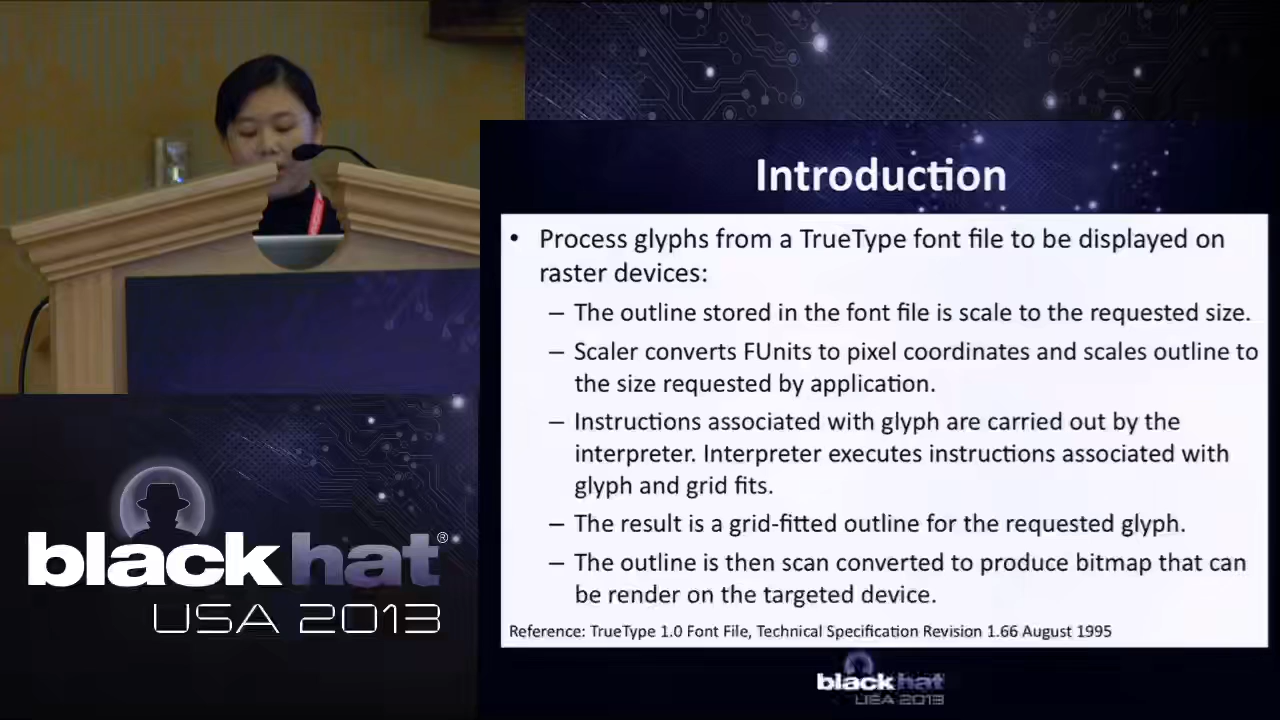 Introduction
• Process glyphs from a TrueType font file to be displayed on
raster devices:
– The outline stored in the font file is scale to the requested size.
– Scaler converts FUnits to pixel coordinates and scales outline to
the size requested by application.
– Instructions associated with glyph are carried out by the
interpreter. Interpreter executes instructions associated with
glyph and grid fits.
– The result is a grid-fitted outline for the requested glyph.
– The outline is then scan converted to produce bitmap that can
be render on the targeted device.
Reference: TrueType 1.0 Font File, Technical Specification Revision 1.66 August 1995
black hat
USA 2013
black hat®
USA 2013